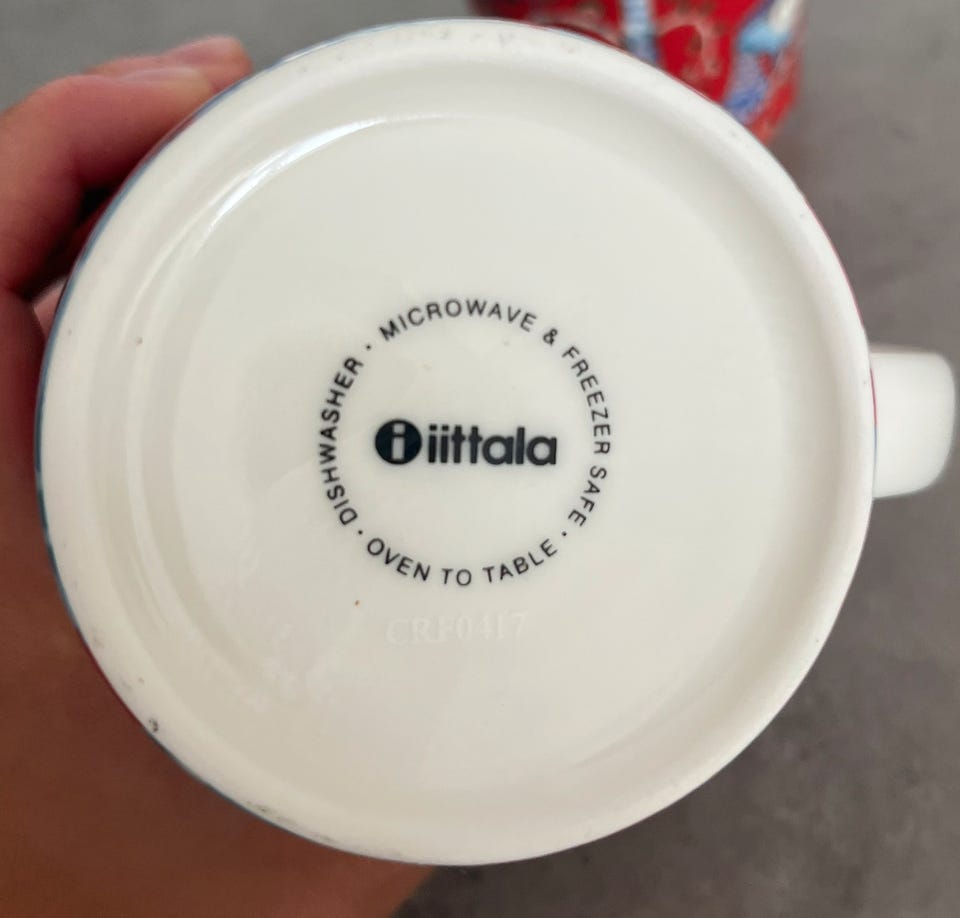 MICROWAVE & FREEZER SAFE · OVEN TO TABLE · DISHWASHER ·
i iittala
CRF0417